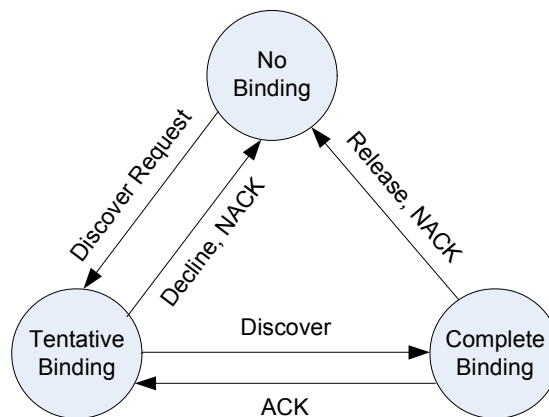 No
Binding
Discover Request
Decline, NACK
Release, NACK
Tentative
Binding
Discover
Complete
Binding
ACK